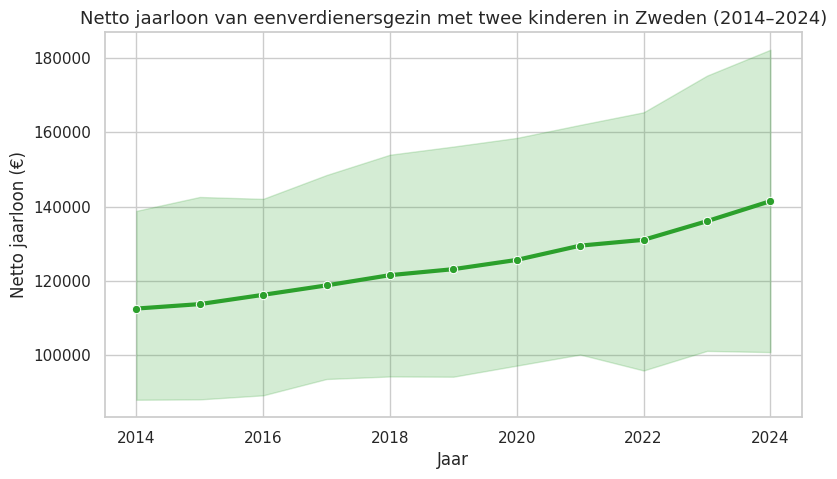 Netto jaarloon van eenverdienersgezin met twee kinderen in Zweden (2014–2024)
180000
160000
140000
120000
100000
Netto jaarloon (€)
2014 2016 2018 2020 2022 2024
Jaar